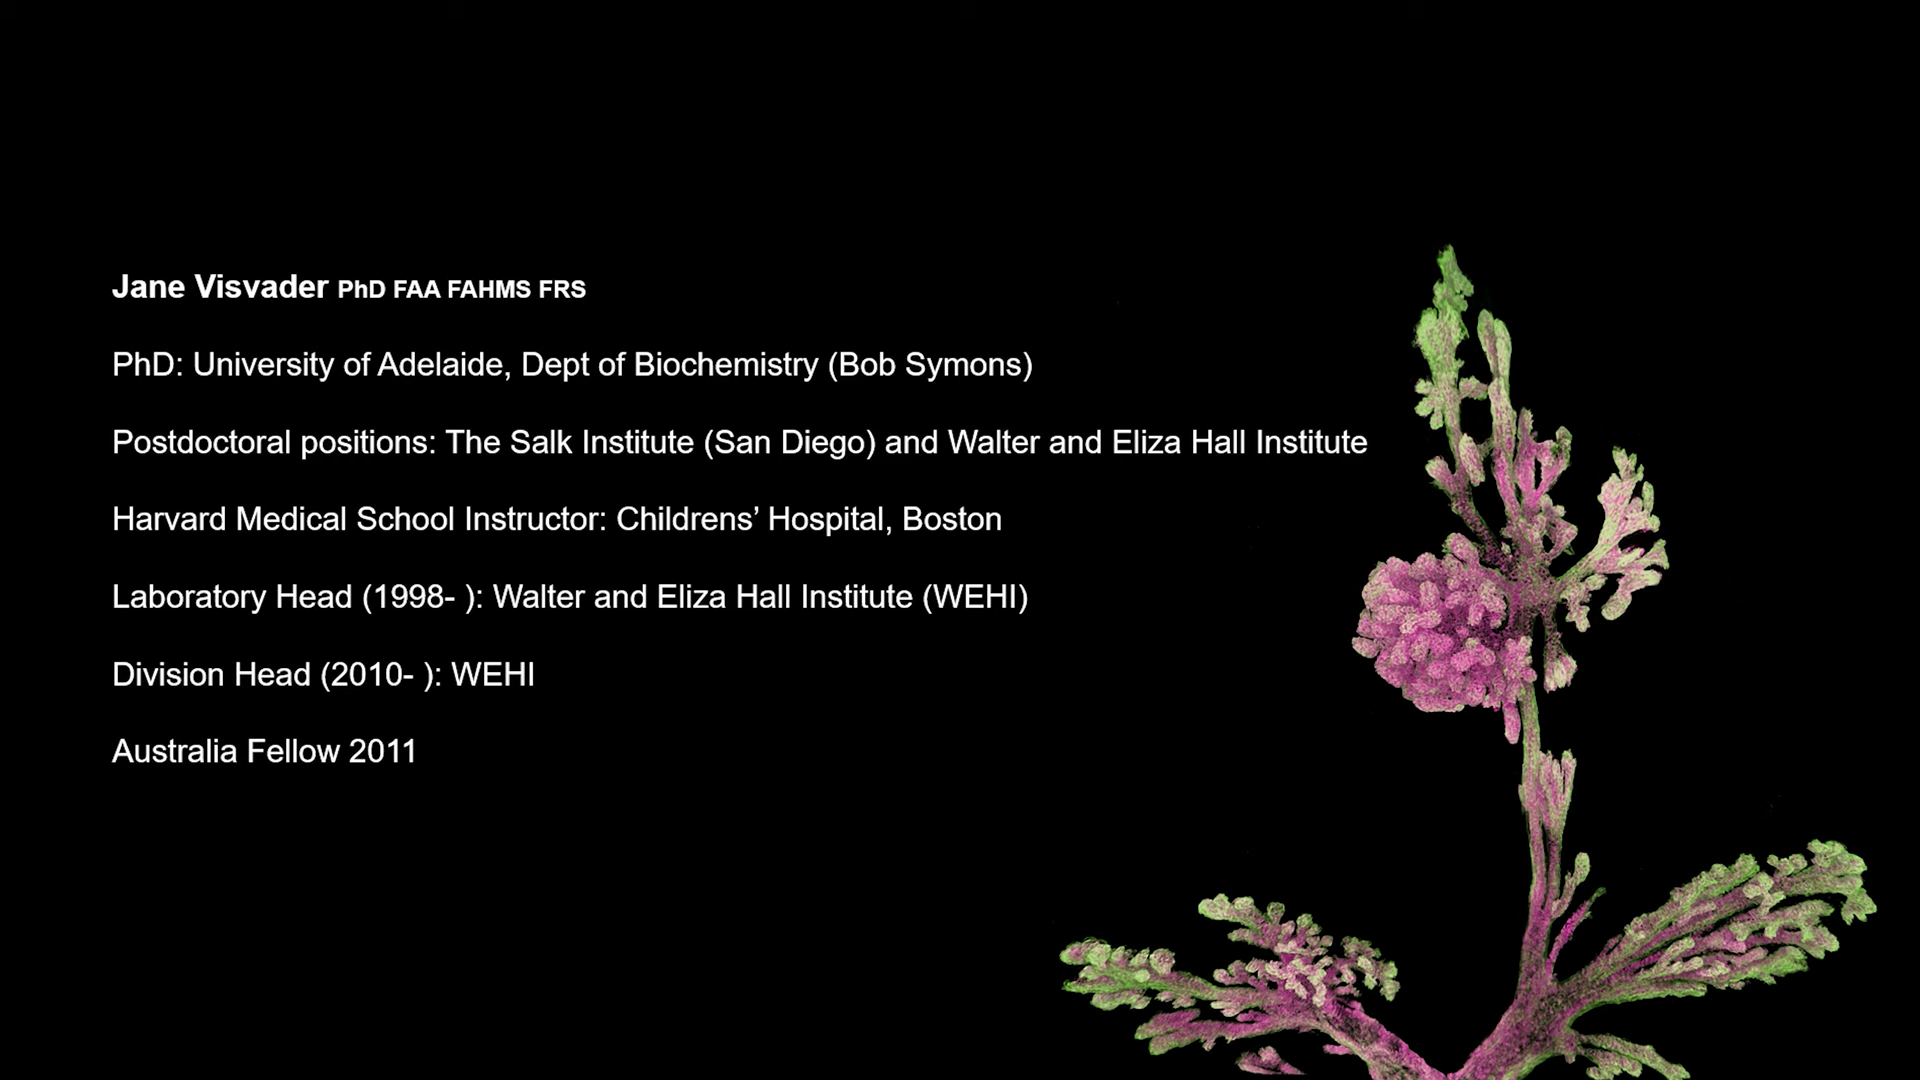 Jane Visvader PhD FAA FAHMS FRS
PhD: University of Adelaide, Dept of Biochemistry (Bob Symons)
Postdoctoral positions: The Salk Institute (San Diego) and Walter and Eliza Hall Institute
Harvard Medical School Instructor: Childrens’ Hospital, Boston
Laboratory Head (1998- ): Walter and Eliza Hall Institute (WEHI)
Division Head (2010- ): WEHI
Australia Fellow 2011